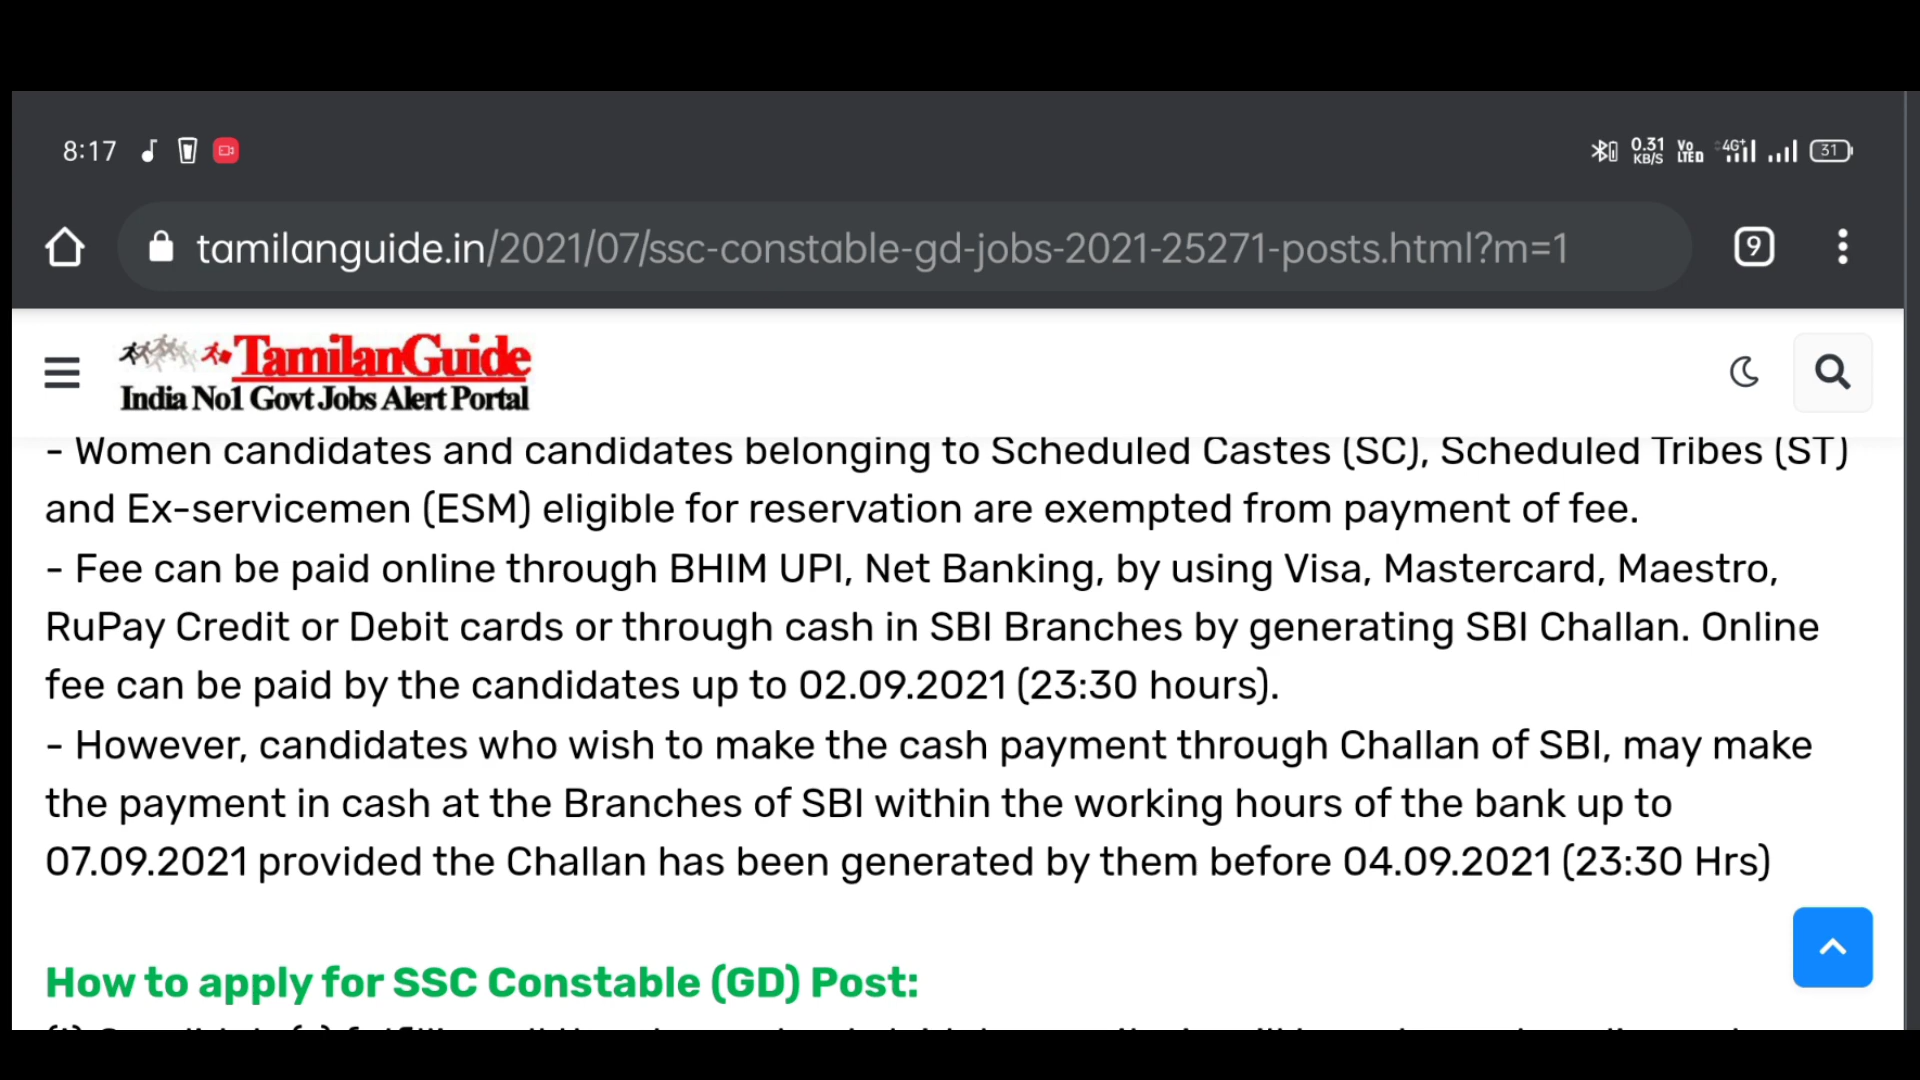 8:17 0.31 KB/S Vo LTED 4G+ 31
tamilanguide.in/2021/07/ssc-constable-gd-jobs-2021-25271-posts.html?m=1 9
TamilanGuide
India No1 Govt Jobs Alert Portal
- Women candidates and candidates belonging to Scheduled Castes (SC), Scheduled Tribes (ST)
and Ex-servicemen (ESM) eligible for reservation are exempted from payment of fee.
- Fee can be paid online through BHIM UPI, Net Banking, by using Visa, Mastercard, Maestro,
RuPay Credit or Debit cards or through cash in SBI Branches by generating SBI Challan. Online
fee can be paid by the candidates up to 02.09.2021 (23:30 hours).
- However, candidates who wish to make the cash payment through Challan of SBI, may make
the payment in cash at the Branches of SBI within the working hours of the bank up to
07.09.2021 provided the Challan has been generated by them before 04.09.2021 (23:30 Hrs)
How to apply for SSC Constable (GD) Post: